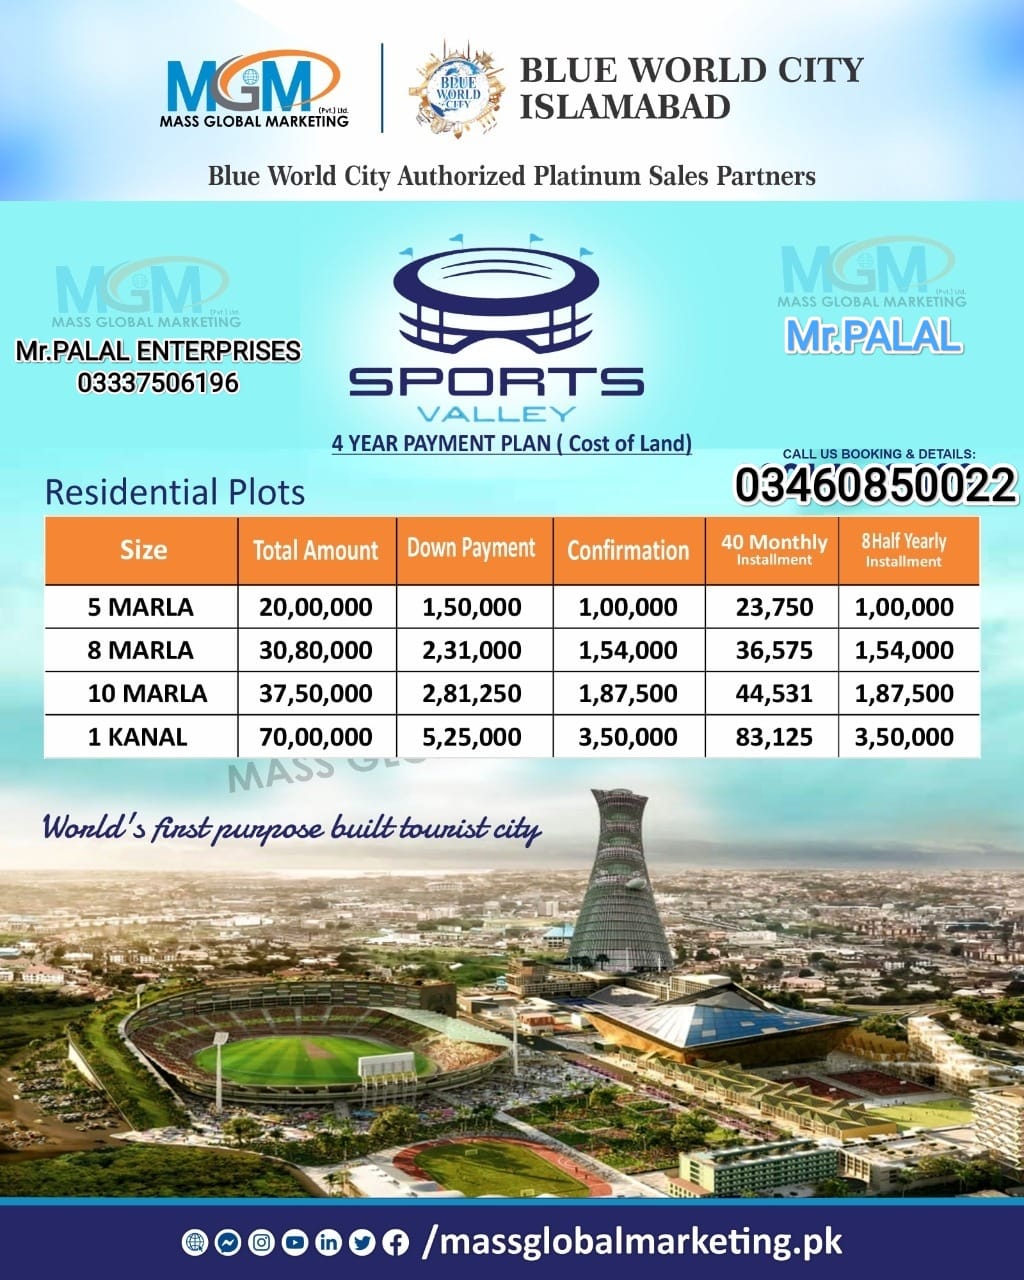 MGM
(Pvt.) Ltd.
MASS GLOBAL MARKETING
BLUE WORLD CITY
BLUE WORLD CITY
ISLAMABAD
Blue World City Authorized Platinum Sales Partners
MGM
(Pvt.) Ltd.
MASS GLOBAL MARKETING
Mr.PALAL ENTERPRISES
03337506196
MGM
(Pvt.) Ltd.
MASS GLOBAL MARKETING
Mr.PALAL
SPORTS
VALLEY
4 YEAR PAYMENT PLAN ( Cost of Land)
CALL US BOOKING & DETAILS:
03460850022
Residential Plots
Size Total Amount Down Payment Confirmation 40 Monthly Installment 8Half Yearly Installment
5 MARLA 20,00,000 1,50,000 1,00,000 23,750 1,00,000
8 MARLA 30,80,000 2,31,000 1,54,000 36,575 1,54,000
10 MARLA 37,50,000 2,81,250 1,87,500 44,531 1,87,500
1 KANAL 70,00,000 5,25,000 3,50,000 83,125 3,50,000
MASS
World's first purpose built tourist city
/massglobalmarketing.pk